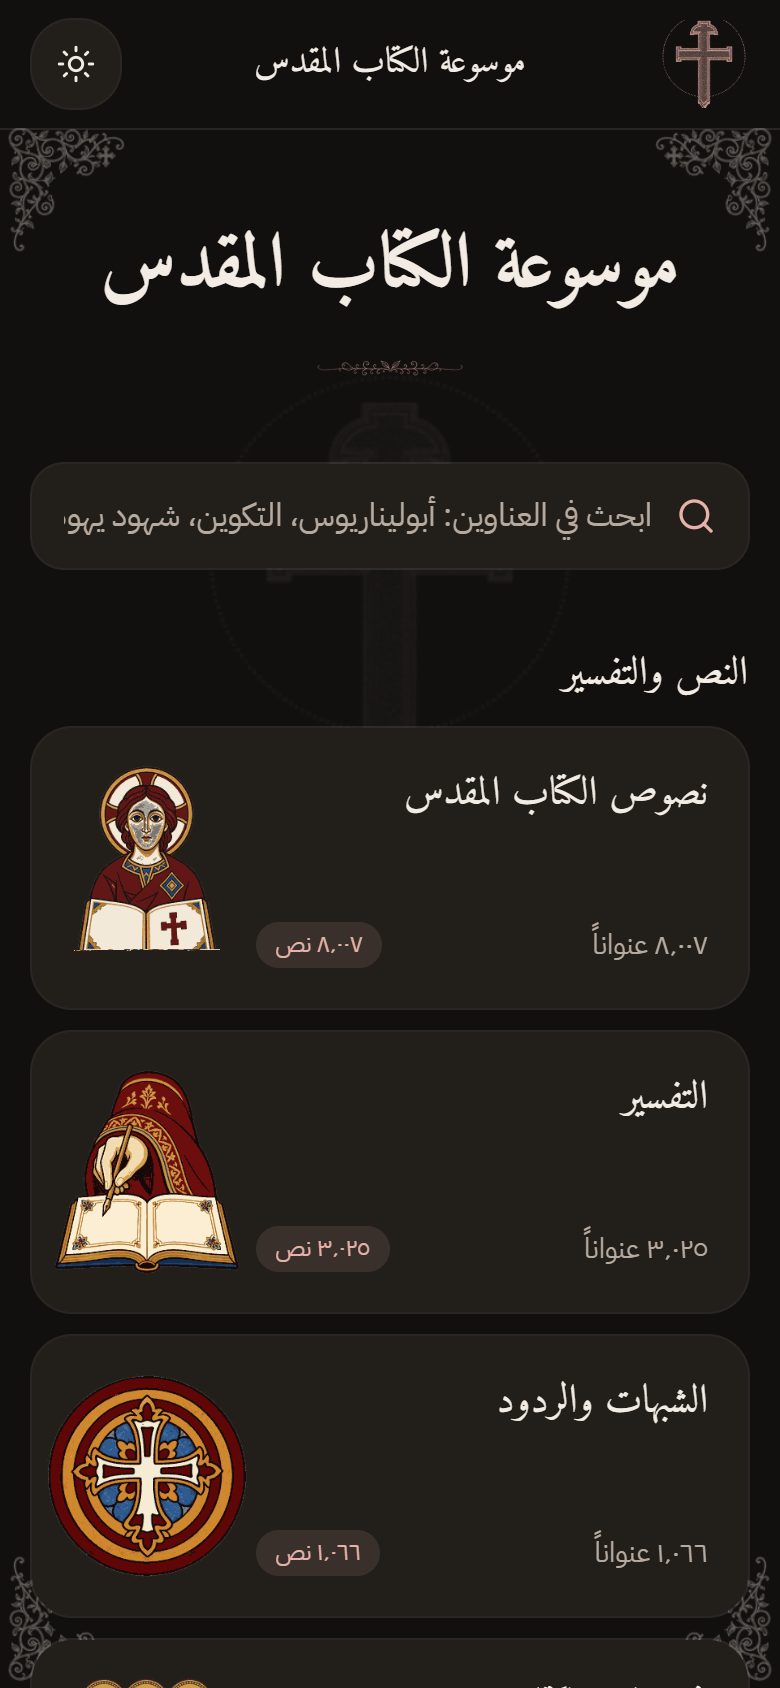 موسوعة الكتاب المقدس
موسوعة الكتاب المقدس
ابحث في العناوين: أبوليناريوس، التكوين، شهود يهو
النص والتفسير
نصوص الكتاب المقدس
٨٬٠٠٧ عنواناً
٨٬٠٠٧ نص
التفسير
٣٬٠٢٥ عنواناً
٣٬٠٢٥ نص
الشبهات والردود
١٬٠٦٦ عنواناً
١٬٠٦٦ نص